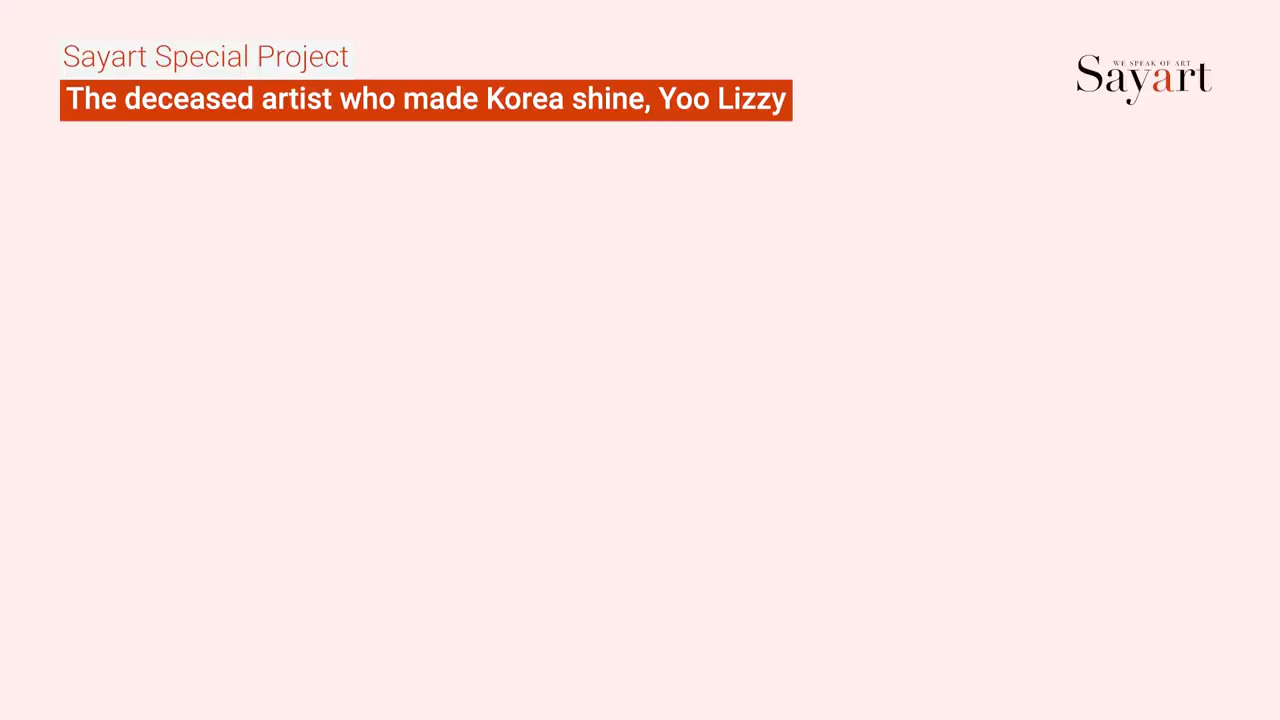 Sayart Special Project
The deceased artist who made Korea shine, Yoo Lizzy
WE SPEAK OF ART
Sayart